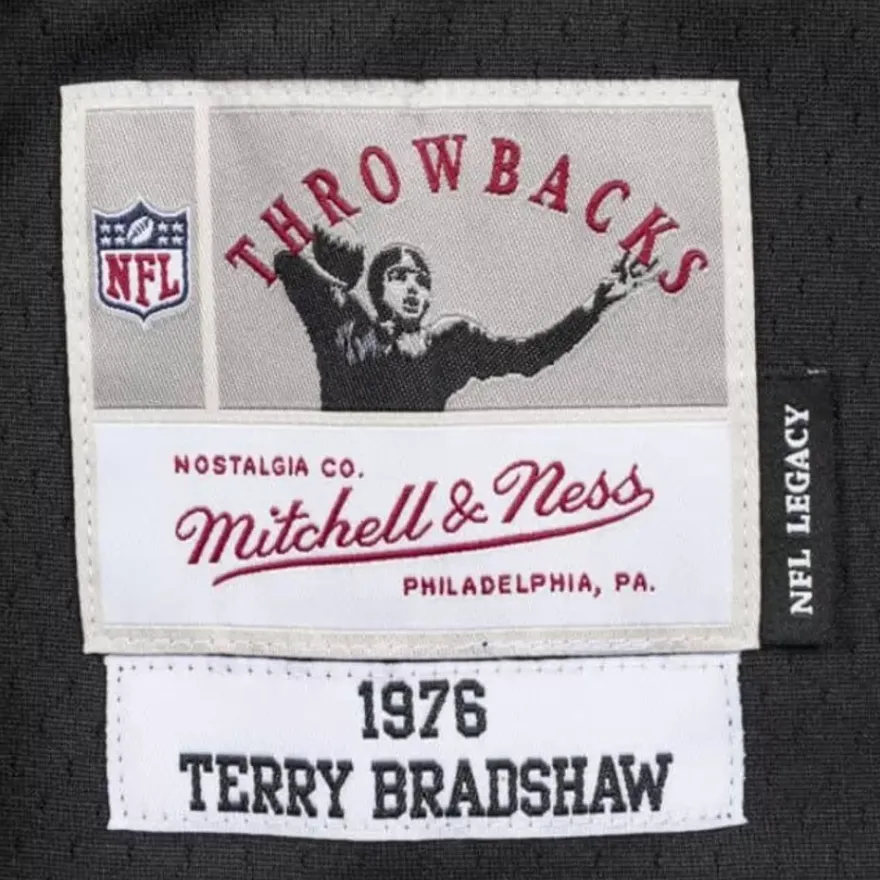 THROWBACKS
NFL
NOSTALGIA CO.
Mitchell & Ness
PHILADELPHIA, PA.
NFL LEGACY
1976
TERRY BRADSHAW